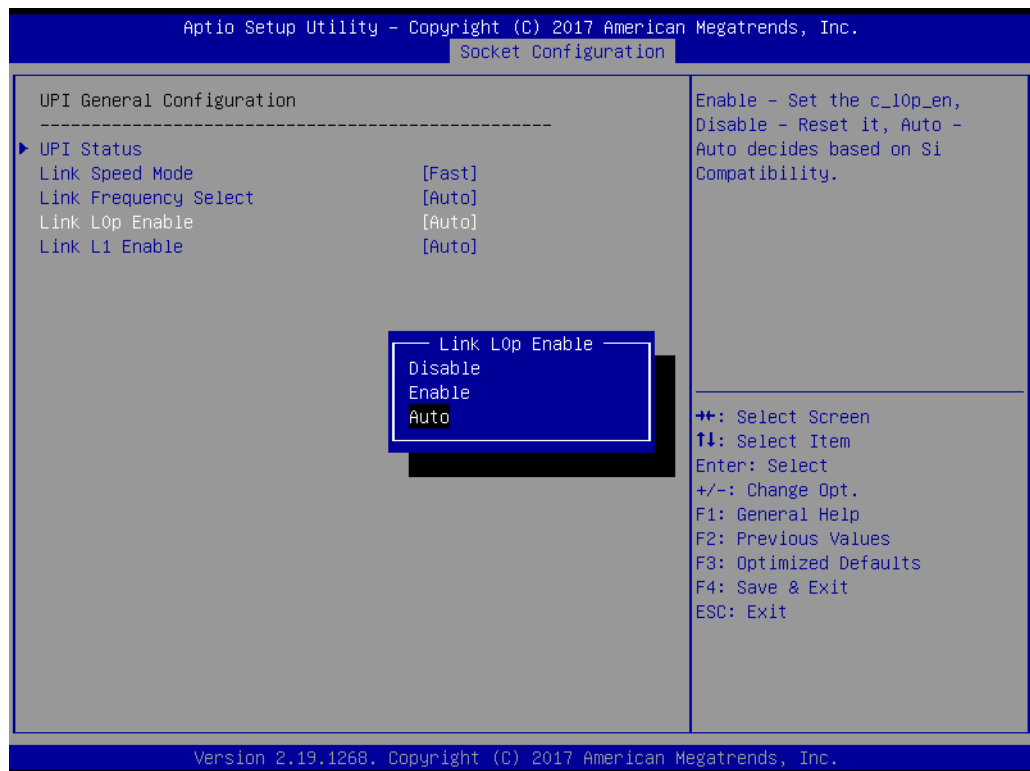 Aptio Setup Utility – Copyright (C) 2017 American Megatrends, Inc.
Socket Configuration
UPI General Configuration
--------------------------------------------------
UPI Status
Link Speed Mode [Fast]
Link Frequency Select [Auto]
Link L0p Enable [Auto]
Link L1 Enable [Auto]
Link L0p Enable
Disable
Enable
Auto
Enable – Set the c_l0p_en,
Disable – Reset it, Auto –
Auto decides based on Si
Compatibility.
→←: Select Screen
↑↓: Select Item
Enter: Select
+/-: Change Opt.
F1: General Help
F2: Previous Values
F3: Optimized Defaults
F4: Save & Exit
ESC: Exit
Version 2.19.1268. Copyright (C) 2017 American Megatrends, Inc.